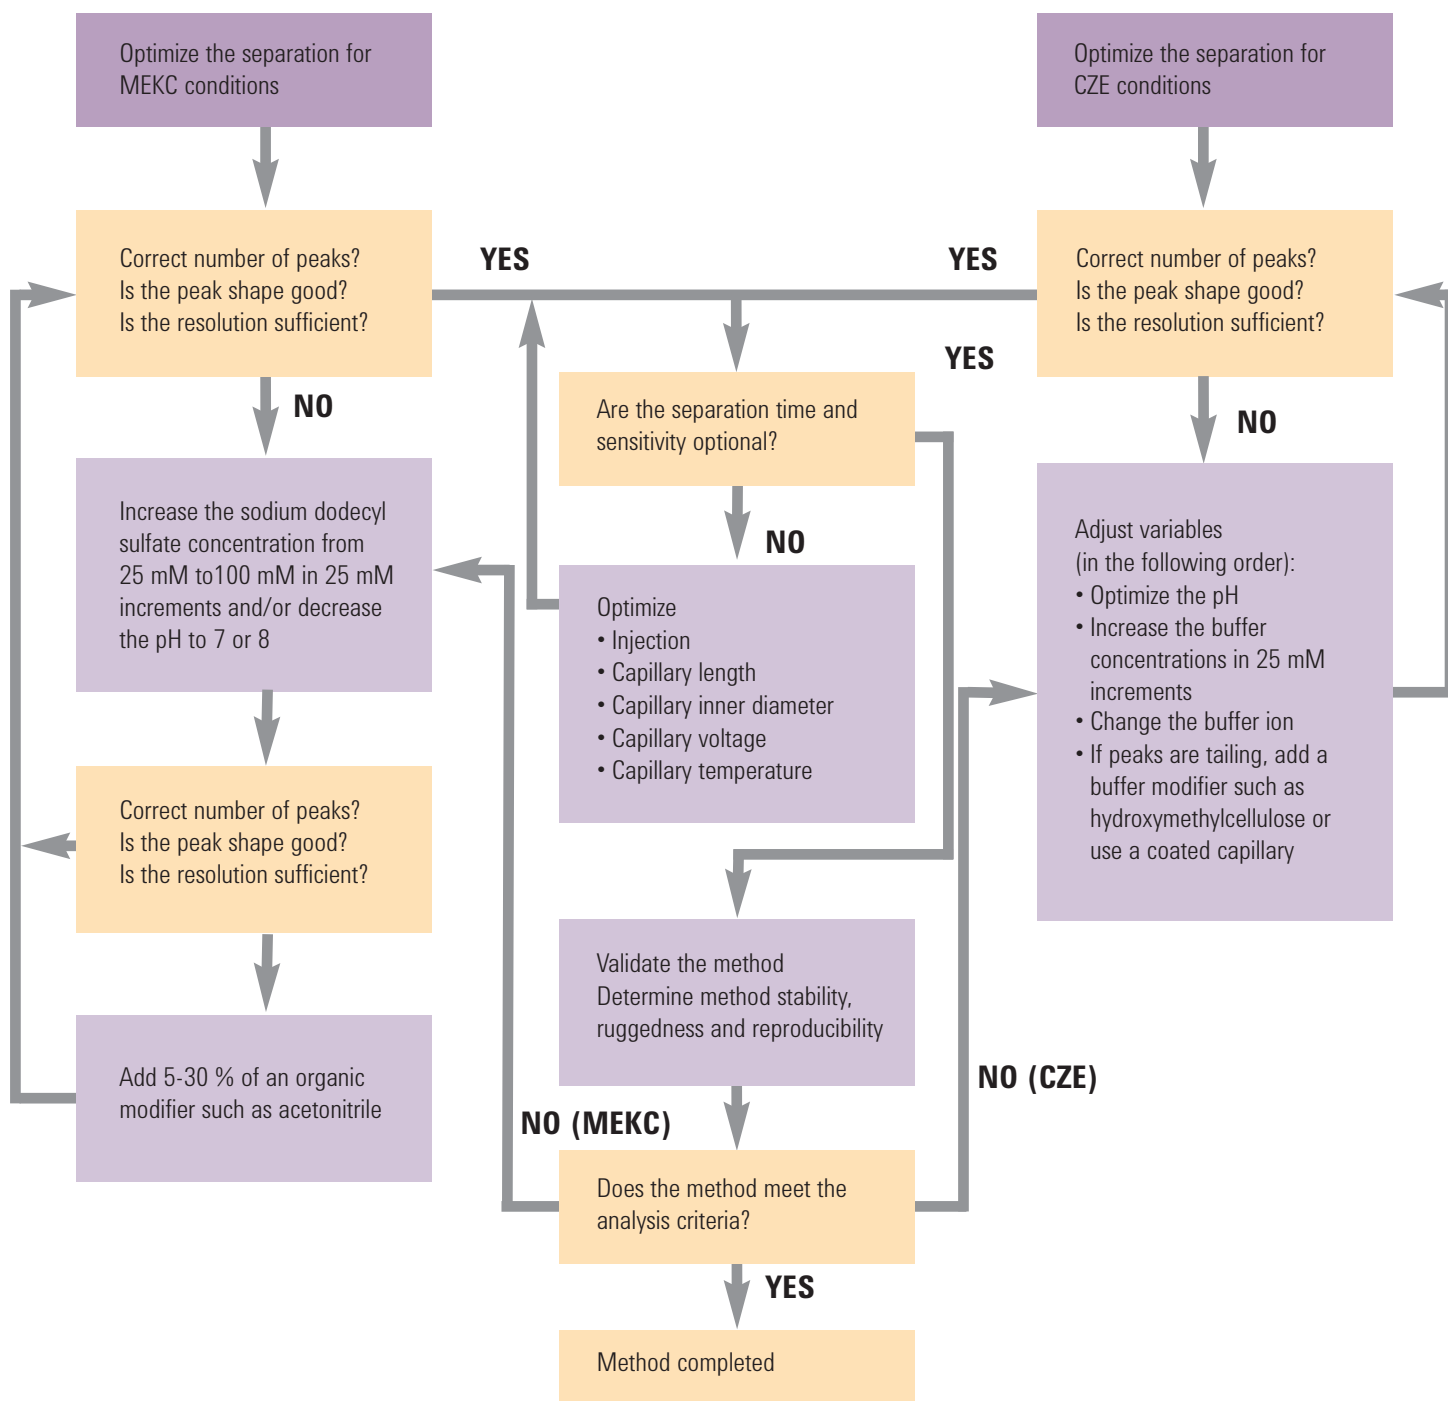 Optimize the separation for
MEKC conditions
Optimize the separation for
CZE conditions
Correct number of peaks?
Is the peak shape good?
Is the resolution sufficient?
YES
YES
Correct number of peaks?
Is the peak shape good?
Is the resolution sufficient?
NO
Are the separation time and
sensitivity optional?
YES
NO
Increase the sodium dodecyl
sulfate concentration from
25 mM to100 mM in 25 mM
increments and/or decrease
the pH to 7 or 8
NO
Optimize
• Injection
• Capillary length
• Capillary inner diameter
• Capillary voltage
• Capillary temperature
Adjust variables
(in the following order):
• Optimize the pH
• Increase the buffer
concentrations in 25 mM
increments
• Change the buffer ion
• If peaks are tailing, add a
buffer modifier such as
hydroxymethylcellulose or
use a coated capillary
Correct number of peaks?
Is the peak shape good?
Is the resolution sufficient?
Validate the method
Determine method stability,
ruggedness and reproducibility
Add 5-30 % of an organic
modifier such as acetonitrile
NO (MEKC)
NO (CZE)
Does the method meet the
analysis criteria?
YES
Method completed